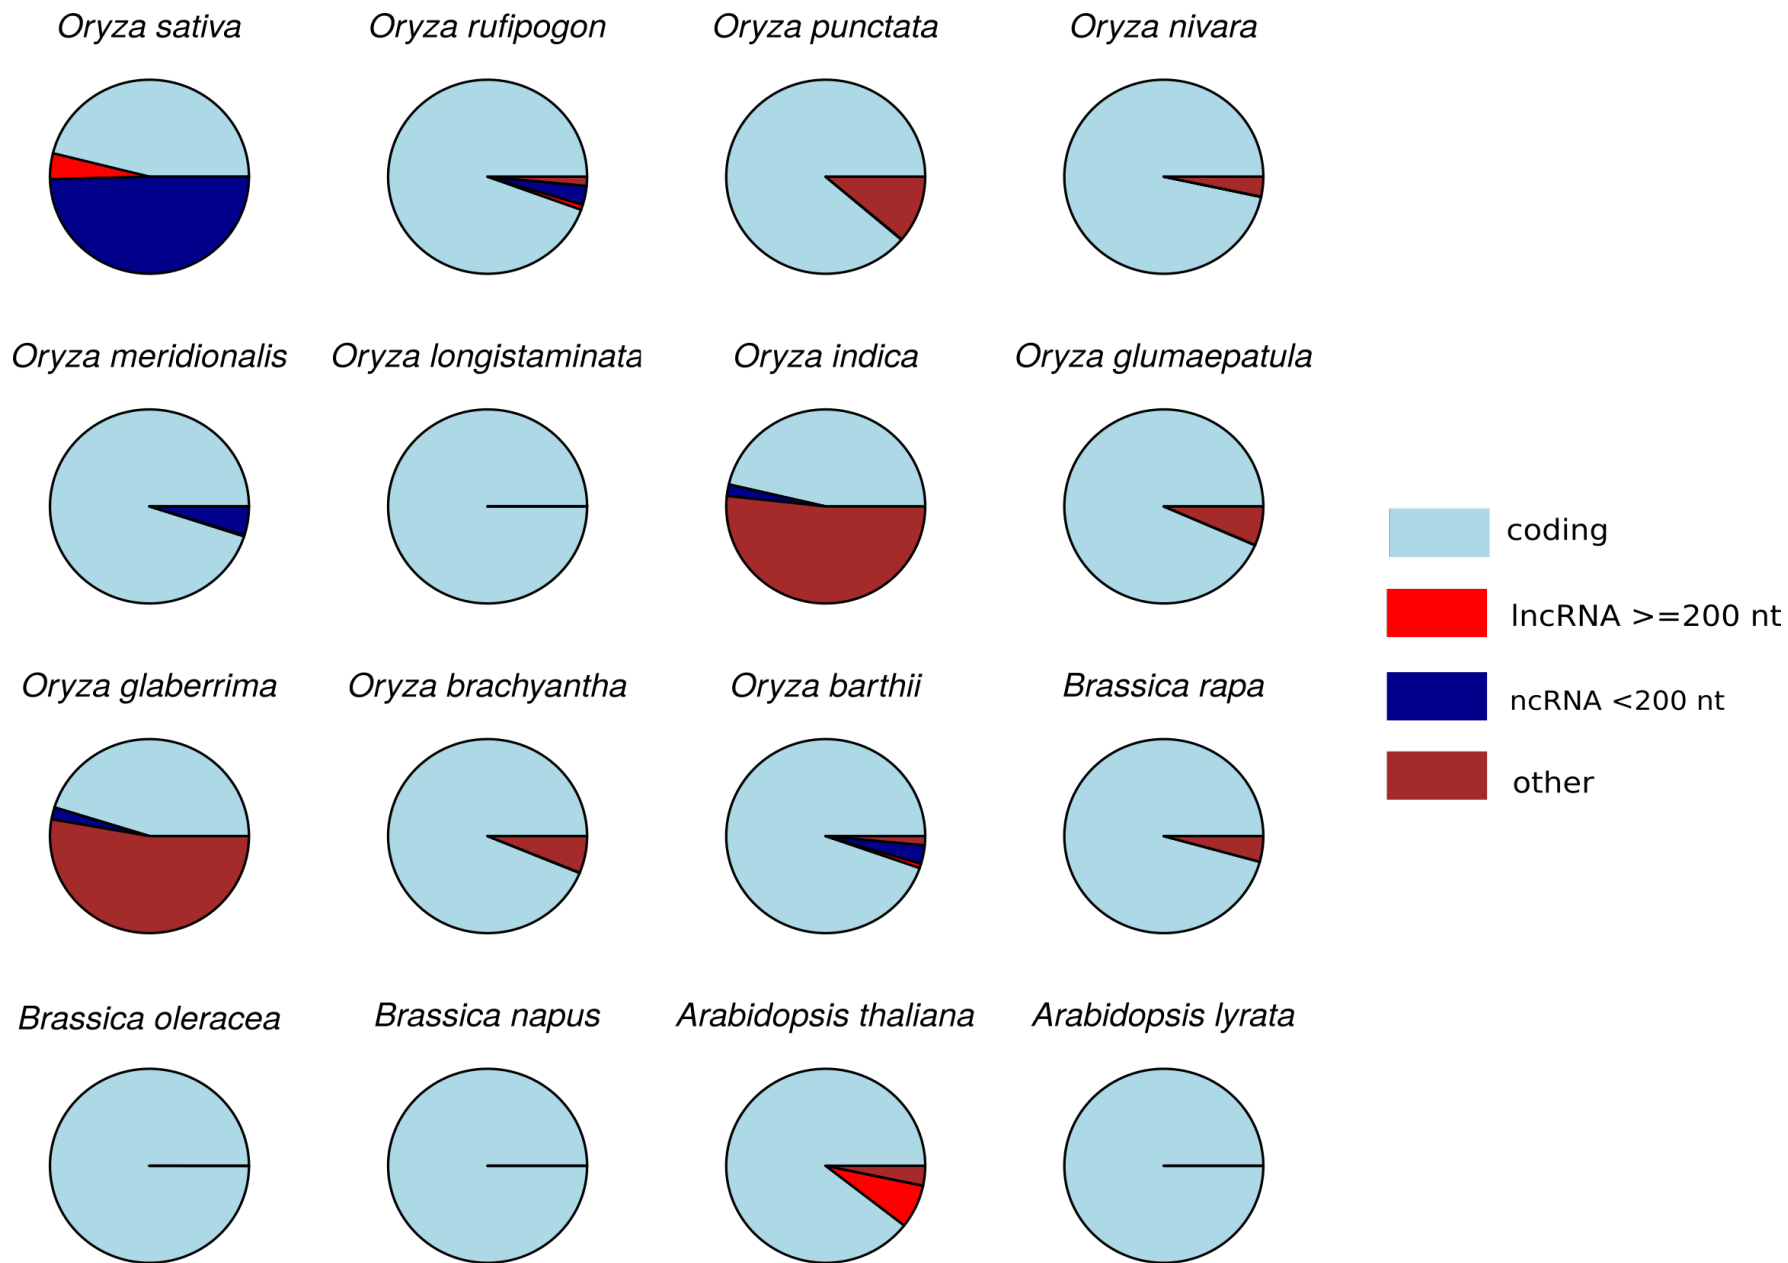 Oryza sativa
Oryza rufipogon
Oryza punctata
Oryza nivara
Oryza meridionalis
Oryza longistaminata
Oryza indica
Oryza glumaepatula
coding
lncRNA >=200 nt
ncRNA <200 nt
other
Oryza glaberrima
Oryza brachyantha
Oryza barthii
Brassica rapa
Brassica oleracea
Brassica napus
Arabidopsis thaliana
Arabidopsis lyrata